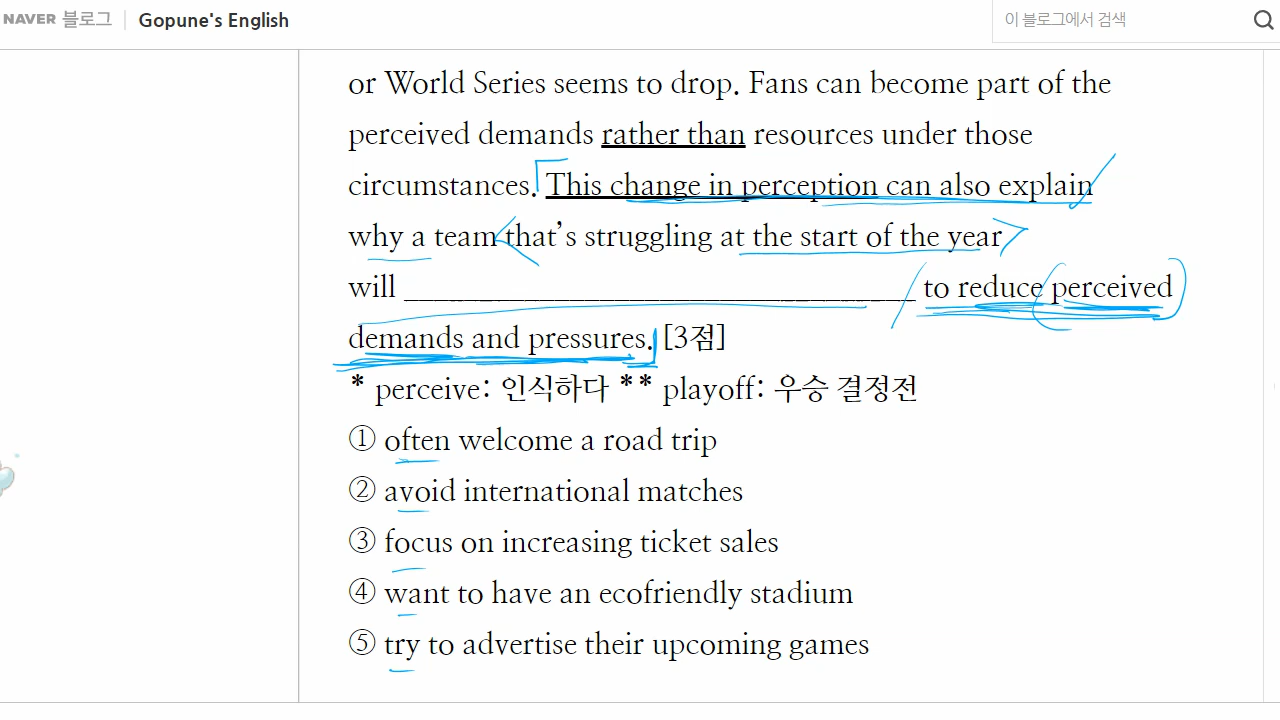 NAVER 블로그 Gopune's English 이 블로그에서 검색
or World Series seems to drop. Fans can become part of the
perceived demands rather than resources under those
circumstances. This change in perception can also explain
why a team that's struggling at the start of the year
will ________________________________ to reduce perceived
demands and pressures. [3점]
* perceive: 인식하다 ** playoff: 우승 결정전
① often welcome a road trip
② avoid international matches
③ focus on increasing ticket sales
④ want to have an ecofriendly stadium
⑤ try to advertise their upcoming games